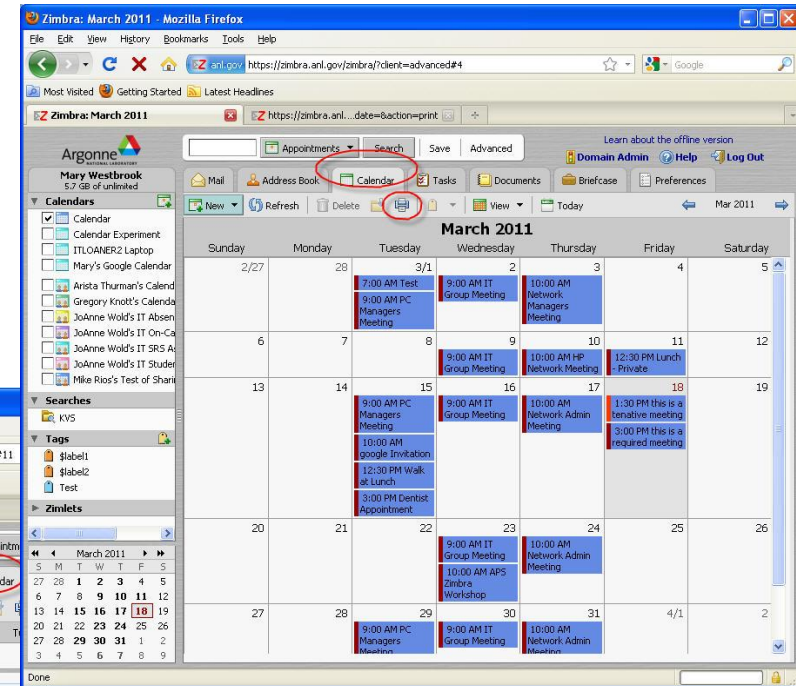 Zimbra: March 2011 - Mozilla Firefox
File Edit View History Bookmarks Tools Help
anl.gov https://zimbra.anl.gov/zimbra/?client=advanced#4
Google
Most Visited Getting Started Latest Headlines
Zimbra: March 2011
https://zimbra.anl....date=&action=print
Argonne
NATIONAL LABORATORY
Appointments Search Save Advanced
Learn about the offline version
Domain Admin Help Log Out
Mary Westbrook
5.7 GB of unlimited
Mail Address Book Calendar Tasks Documents Briefcase Preferences
Calendars
New Refresh Delete View Today Mar 2011
Calendar
Calendar Experiment
ITLOANER2 Laptop
Mary's Google Calendar
Arista Thurman's Calend
Gregory Knott's Calenda
JoAnne Wold's IT Absen
JoAnne Wold's IT On-Ca
JoAnne Wold's IT SRS As
JoAnne Wold's IT Studer
Mike Rios's Test of Shari
Searches
KVS
Tags
$label1
$label2
Test
Zimlets
March 2011
S M T W T F S
27 28 1 2 3 4 5
6 7 8 9 10 11 12
13 14 15 16 17 18 19
20 21 22 23 24 25 26
27 28 29 30 31 1 2
3 4 5 6 7 8 9
March 2011
Sunday Monday Tuesday Wednesday Thursday Friday Saturday
2/27 28 3/1 2 3 4 5
7:00 AM Test
9:00 AM PC
Managers
Meeting
9:00 AM IT
Group Meeting
10:00 AM
Network
Managers
Meeting
6 7 8 9 10 11 12
9:00 AM IT
Group Meeting
10:00 AM HP
Network Meeting
12:30 PM Lunch
- Private
13 14 15 16 17 18 19
9:00 AM PC
Managers
Meeting
10:00 AM
google Invitation
12:30 PM Walk
at Lunch
3:00 PM Dentist
Appointment
9:00 AM IT
Group Meeting
10:00 AM
Network Admin
Meeting
1:30 PM this is a
tenative meeting
3:00 PM this is a
required meeting
20 21 22 23 24 25 26
9:00 AM IT
Group Meeting
10:00 AM APS
Zimbra
Workshop
10:00 AM
Network Admin
Meeting
27 28 29 30 31 4/1 2
9:00 AM PC
Managers
Meeting
9:00 AM IT
Group Meeting
10:00 AM
Network Admin
Meeting
Done
#11
ointm
dar